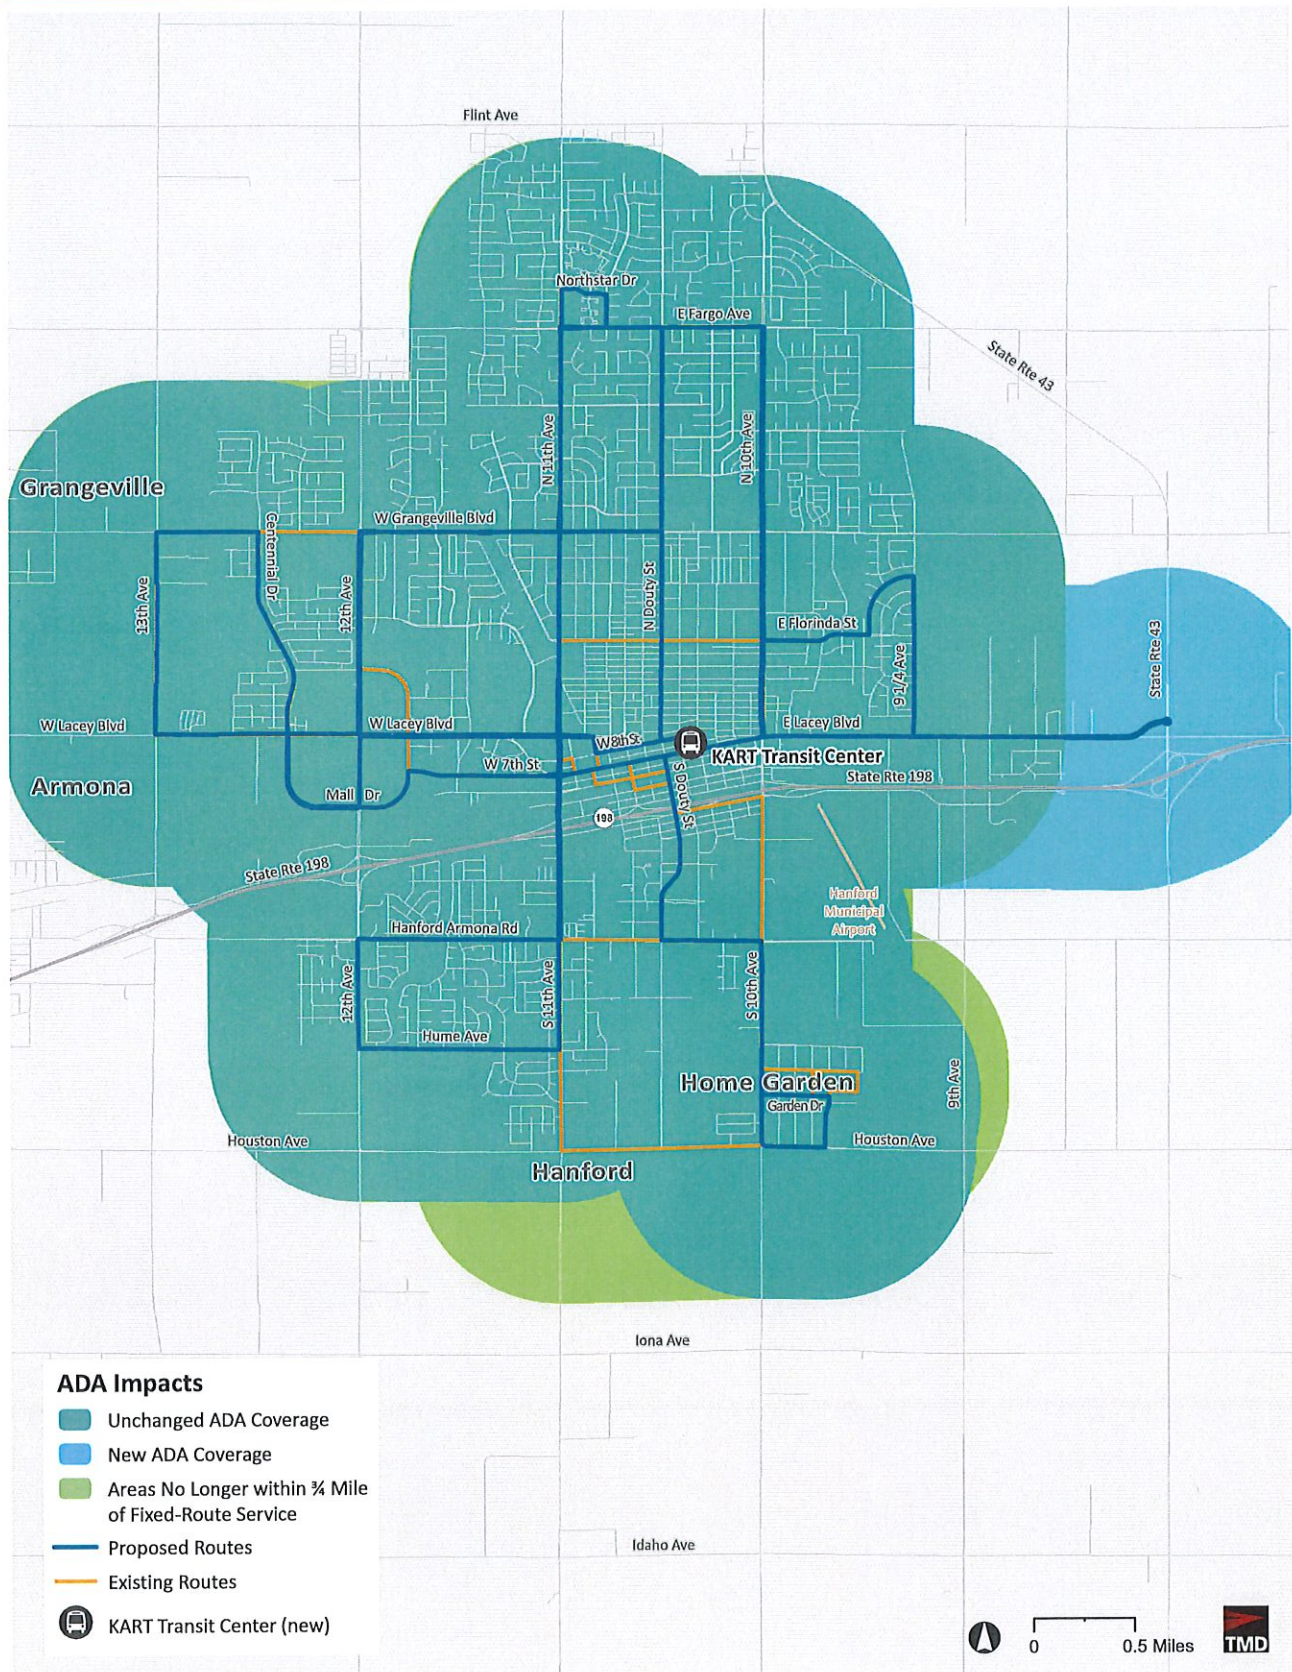 Flint Ave
Northstar Dr
E Fargo Ave
State Rte 43
N 11th Ave
N 10th Ave
Grangeville
W Grangeville Blvd
Centennial Dr
13th Ave
12th Ave
N Douty St
E Florinda St
9 1/4 Ave
State Rte 43
W Lacey Blvd
W Lacey Blvd
E Lacey Blvd
W 8th St
KART Transit Center
W 7th St
State Rte 198
Armona
Mall Dr
S Douty St
198
State Rte 198
Hanford
Municipal
Airport
Hanford Armona Rd
12th Ave
S 11th Ave
S 10th Ave
Hume Ave
Home Garden
9th Ave
Garden Dr
Houston Ave
Houston Ave
Hanford
Iona Ave
ADA Impacts
Unchanged ADA Coverage
New ADA Coverage
Areas No Longer within ¾ Mile
of Fixed-Route Service
Proposed Routes
Existing Routes
KART Transit Center (new)
Idaho Ave
0 0.5 Miles
TMD